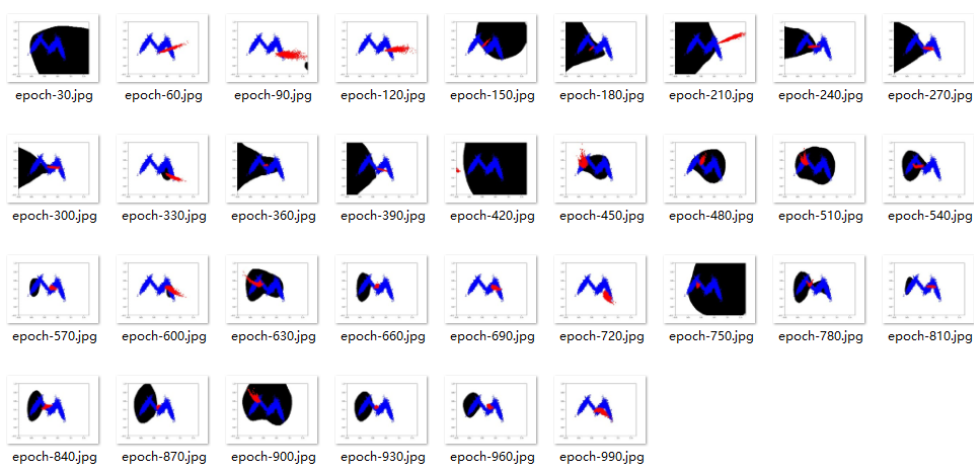 epoch-30.jpg epoch-60.jpg epoch-90.jpg epoch-120.jpg epoch-150.jpg epoch-180.jpg epoch-210.jpg epoch-240.jpg epoch-270.jpg
epoch-300.jpg epoch-330.jpg epoch-360.jpg epoch-390.jpg epoch-420.jpg epoch-450.jpg epoch-480.jpg epoch-510.jpg epoch-540.jpg
epoch-570.jpg epoch-600.jpg epoch-630.jpg epoch-660.jpg epoch-690.jpg epoch-720.jpg epoch-750.jpg epoch-780.jpg epoch-810.jpg
epoch-840.jpg epoch-870.jpg epoch-900.jpg epoch-930.jpg epoch-960.jpg epoch-990.jpg